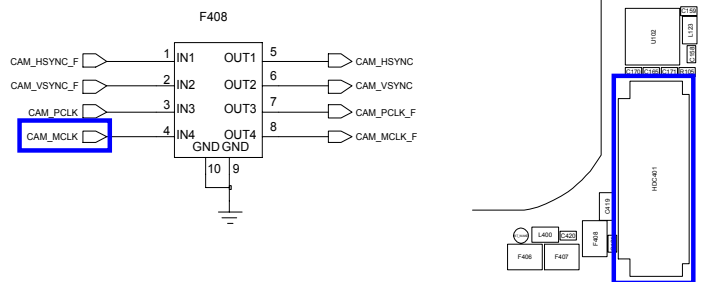 F408
CAM_HSYNC_F 1 IN1 OUT1 5 CAM_HSYNC
CAM_VSYNC_F 2 IN2 OUT2 6 CAM_VSYNC
CAM_PCLK 3 IN3 OUT3 7 CAM_PCLK_F
CAM_MCLK 4 IN4 OUT4 8 CAM_MCLK_F
GND GND
10 9
C159
U102
L123
C158
C170 C165 C171 R105
HDC401
C419
F408
L400 C420
F406 F407